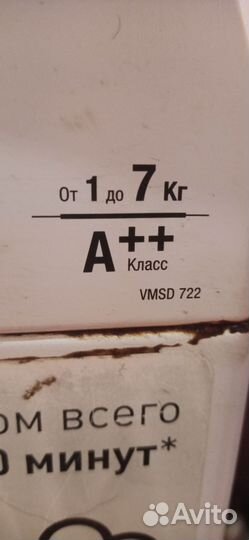 От 1 до 7 Кг
A++
Класс
VMSD 722
ом всего
0 минут*
Avito